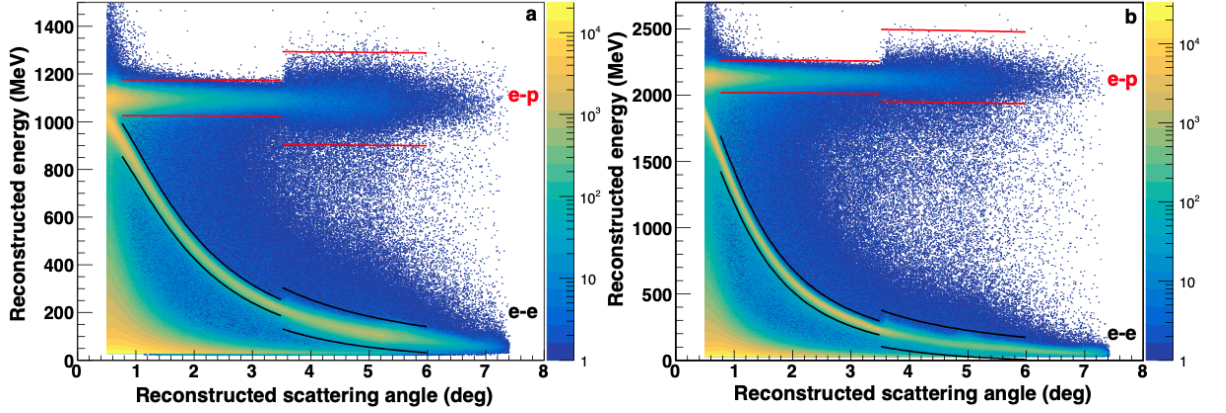 a
Reconstructed energy (MeV)
1400
1200
1000
800
600
400
200
0
e-p
e-e
0 1 2 3 4 5 6 7 8
Reconstructed scattering angle (deg)
10⁴
10³
10²
10
1
b
Reconstructed energy (MeV)
2500
2000
1500
1000
500
0
e-p
e-e
0 1 2 3 4 5 6 7 8
Reconstructed scattering angle (deg)
10⁴
10³
10²
10
1